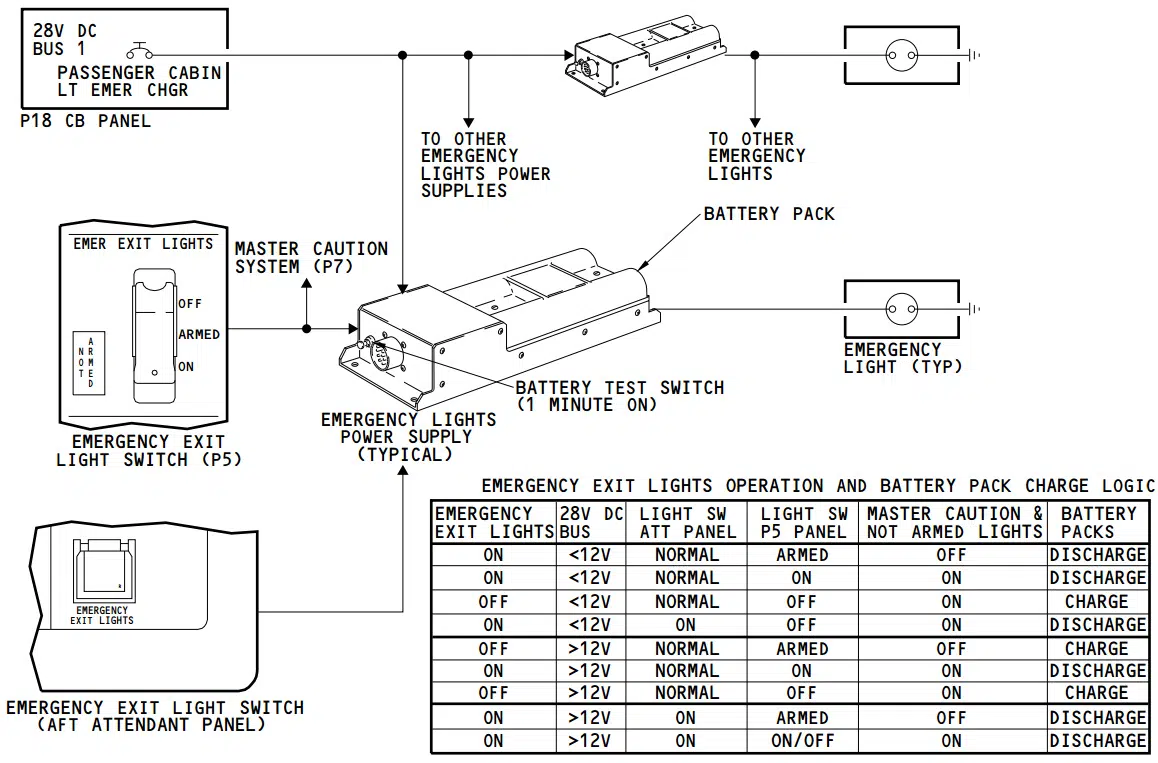 28V DC
BUS 1
PASSENGER CABIN
LT EMER CHGR
P18 CB PANEL
TO OTHER
EMERGENCY
LIGHTS POWER
SUPPLIES
TO OTHER
EMERGENCY
LIGHTS
BATTERY PACK
EMER EXIT LIGHTS
OFF
ARMED
ON
NOT
ARMED
MASTER CAUTION
SYSTEM (P7)
EMERGENCY EXIT
LIGHT SWITCH (P5)
BATTERY TEST SWITCH
(1 MINUTE ON)
EMERGENCY LIGHTS
POWER SUPPLY
(TYPICAL)
EMERGENCY
LIGHT (TYP)
EMERGENCY
EXIT LIGHTS
EMERGENCY EXIT LIGHT SWITCH
(AFT ATTENDANT PANEL)
EMERGENCY EXIT LIGHTS OPERATION AND BATTERY PACK CHARGE LOGIC
EMERGENCY 28V DC LIGHT SW LIGHT SW MASTER CAUTION & BATTERY
EXIT LIGHTS BUS ATT PANEL P5 PANEL NOT ARMED LIGHTS PACKS
ON <12V NORMAL ARMED OFF DISCHARGE
ON <12V NORMAL ON ON DISCHARGE
OFF <12V NORMAL OFF ON CHARGE
ON <12V ON OFF ON DISCHARGE
OFF >12V NORMAL ARMED OFF CHARGE
ON >12V NORMAL ON ON DISCHARGE
OFF >12V NORMAL OFF ON CHARGE
ON >12V ON ARMED OFF DISCHARGE
ON >12V ON ON/OFF ON DISCHARGE